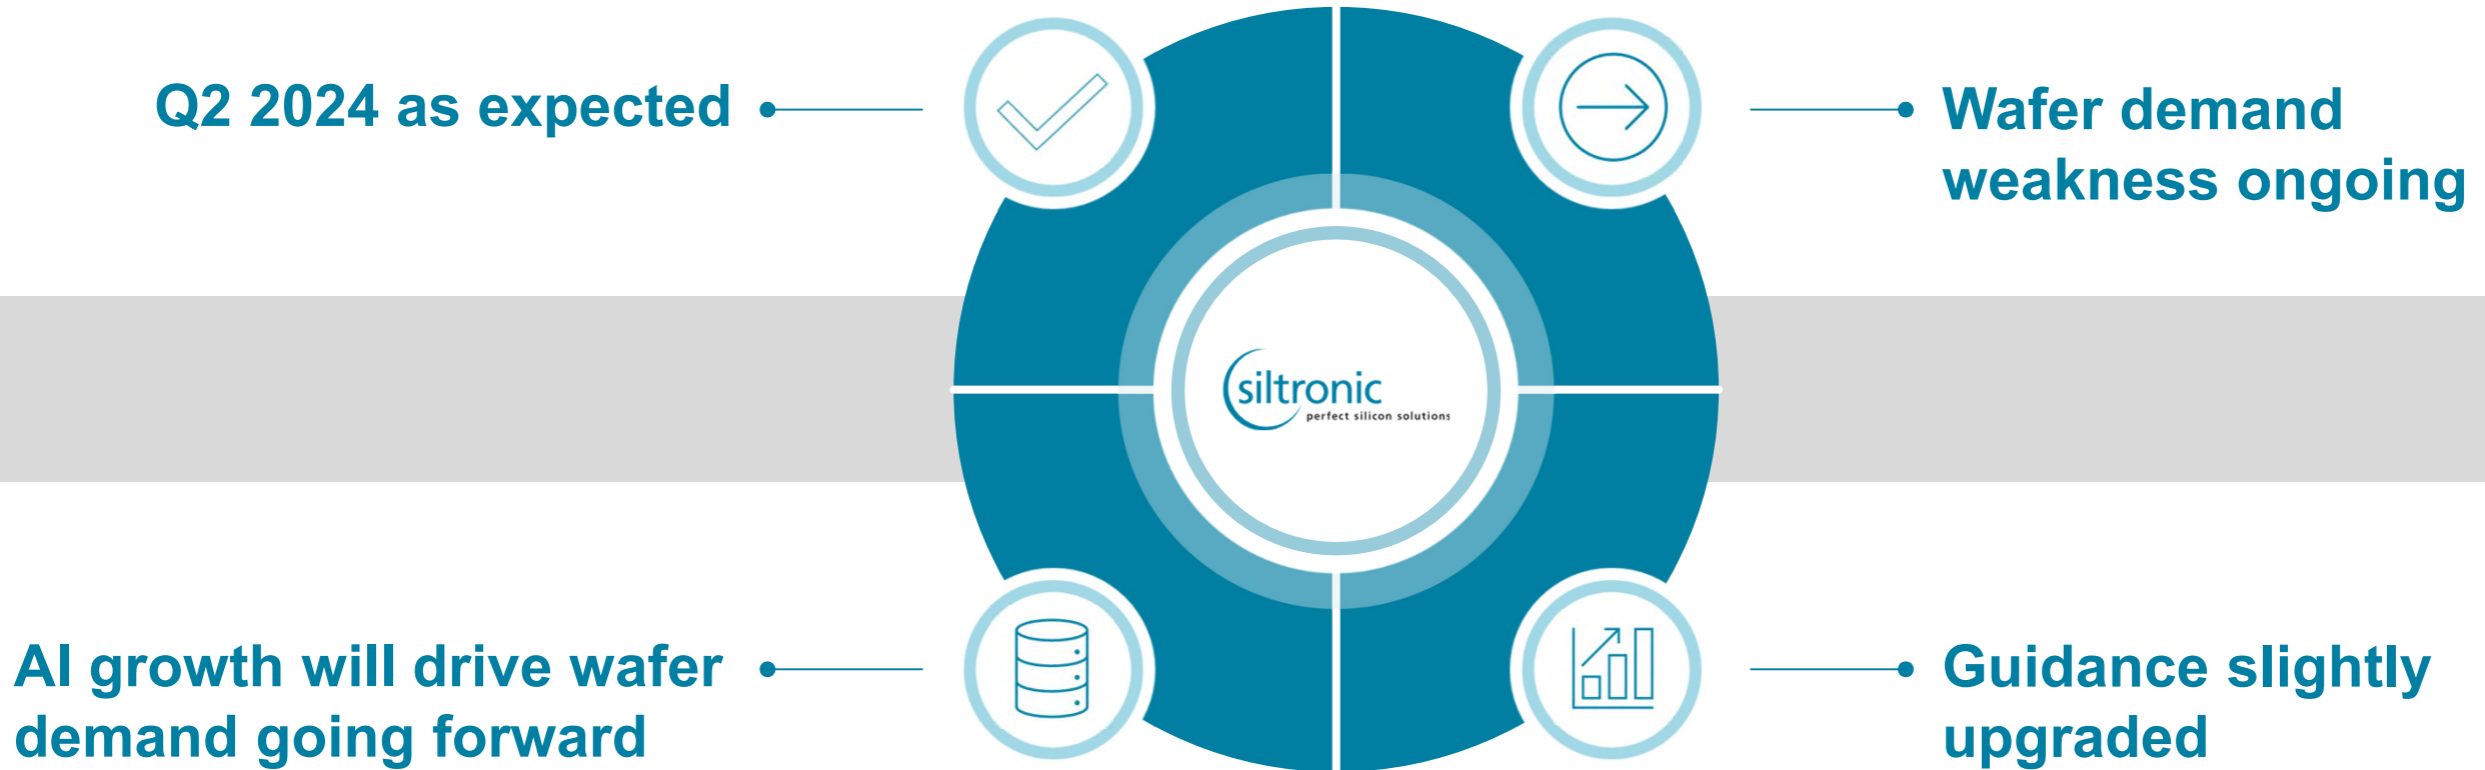 Q2 2024 as expected
Wafer demand
weakness ongoing
siltronic
perfect silicon solutions
AI growth will drive wafer
demand going forward
Guidance slightly
upgraded